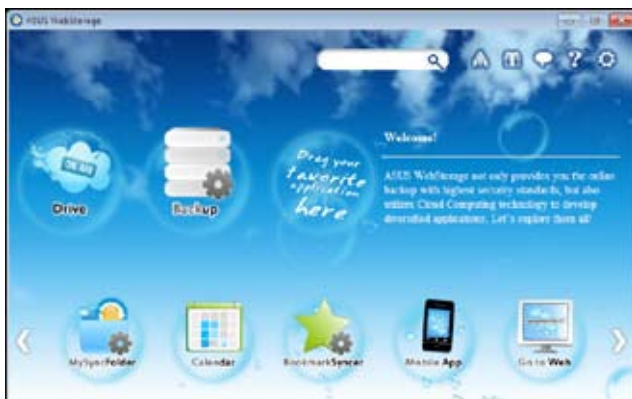 ASUS WebStorage
Welcome!
ASUS WebStorage not only provides you the online
backup with highest security standards, but also
utilizes Cloud Computing technology to develop
diversified applications. Let's explore them all!
Drag your
favorite
application
here
ON AIR
Drive
Backup
MySyncFolder
Calendar
BookmarkSyncer
Mobile App
Go to Web